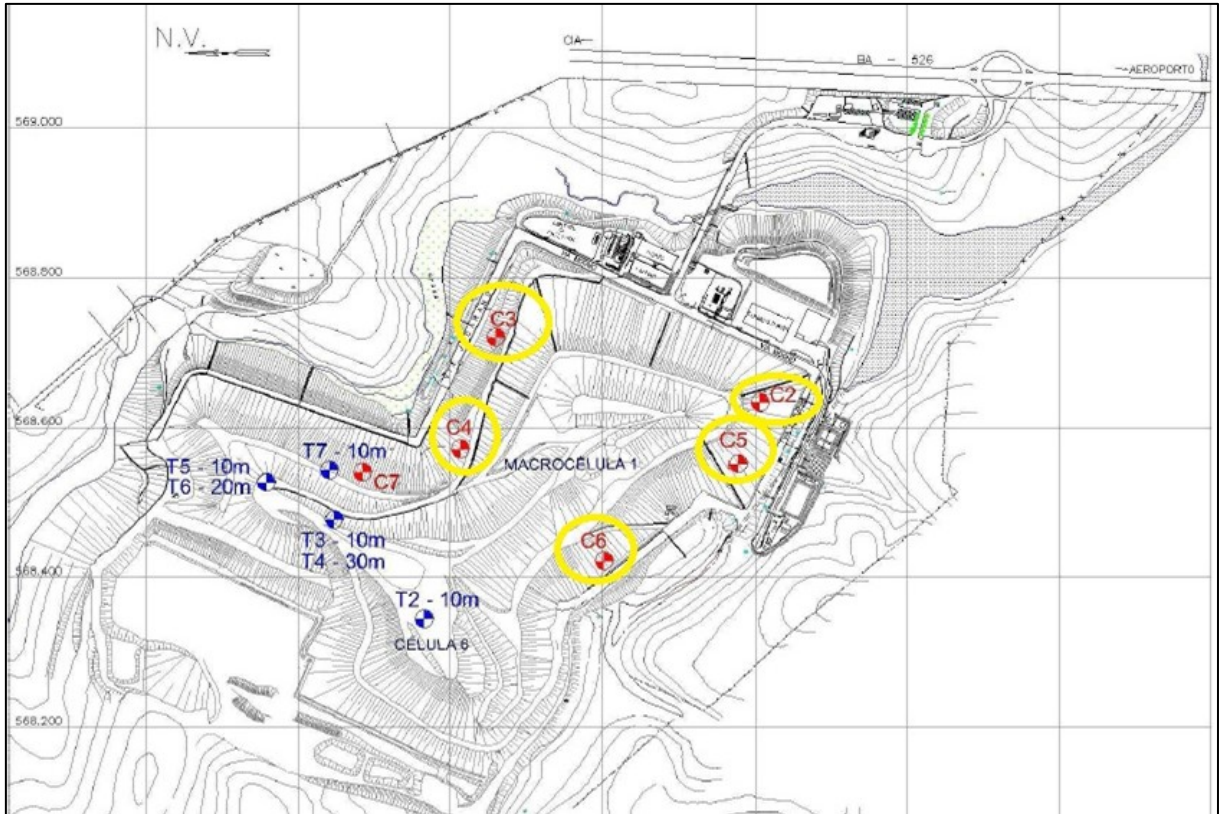 N.V.
CIA
BA - 526
AEROPORTO
569.000
568.800
C3
C2
568.600
C4
C5
T7 - 10m
MACROCÉLULA 1
T5 - 10m
C7
T6 - 20m
C6
T3 - 10m
T4 - 30m
568.400
T2 - 10m
CÉLULA 6
568.200